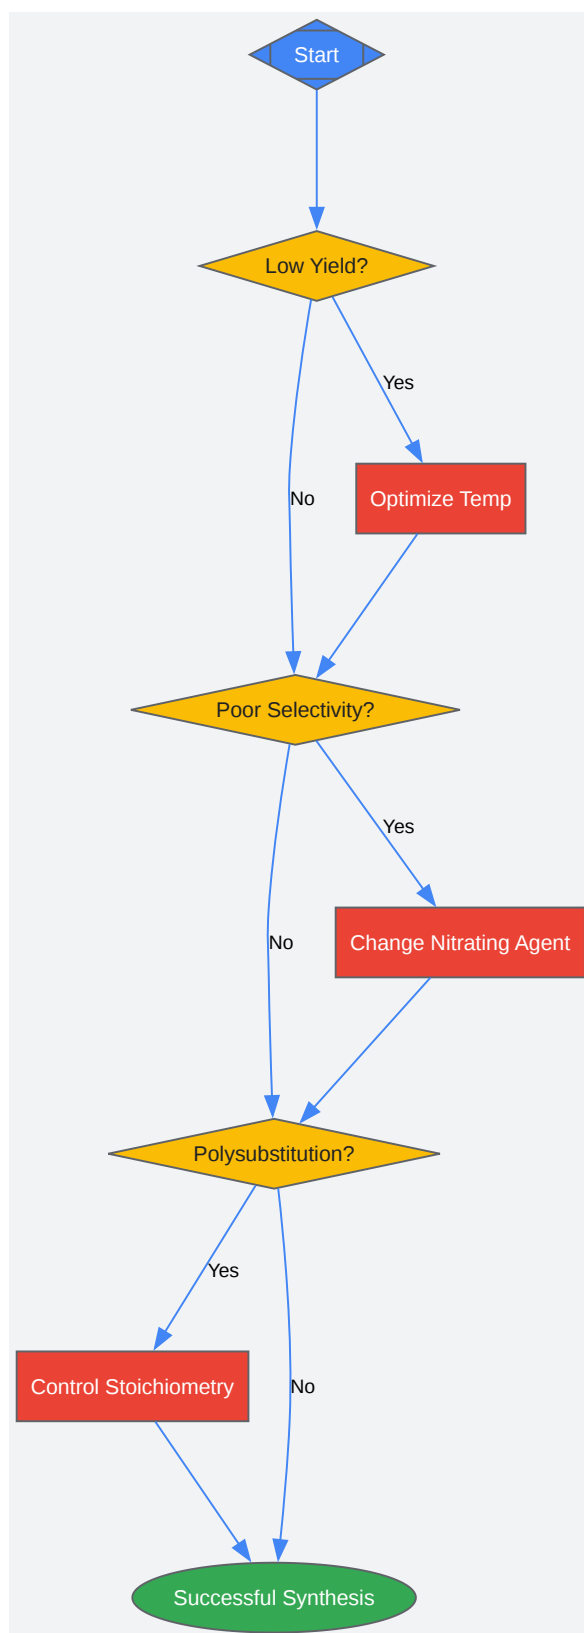 Start
Low Yield?
Yes
No
Optimize Temp
Poor Selectivity?
Yes
No
Change Nitrating Agent
Polysubstitution?
Yes
Control Stoichiometry
No
Successful Synthesis